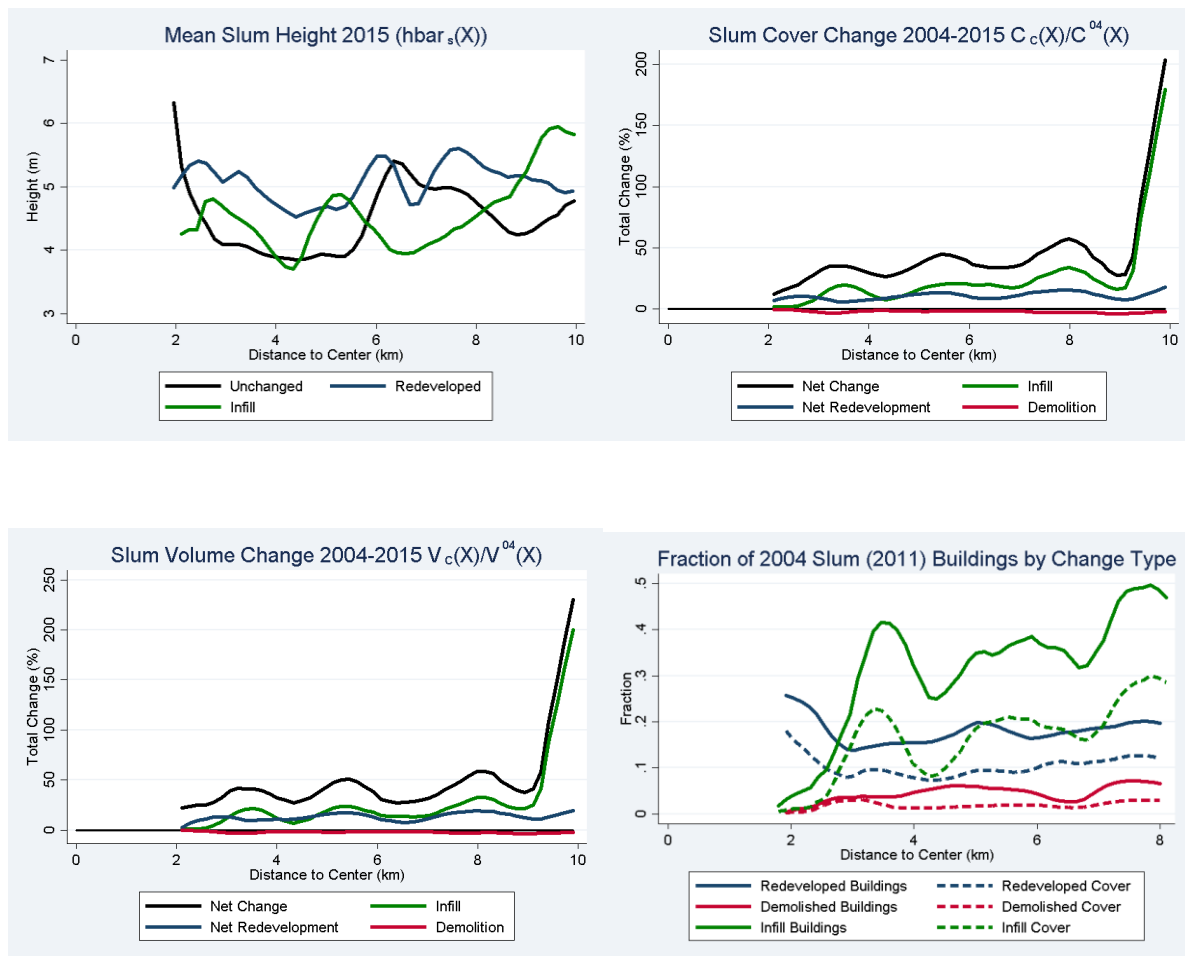 Mean Slum Height 2015 (hbar s(X))
Height (m)
7
6
5
4
3
0 2 4 6 8 10
Distance to Center (km)
Unchanged Redeveloped
Infill
Slum Cover Change 2004-2015 C c(X)/C 04(X)
Total Change (%)
200
150
100
50
0
0 2 4 6 8 10
Distance to Center (km)
Net Change Infill
Net Redevelopment Demolition
Slum Volume Change 2004-2015 V c(X)/V 04(X)
Total Change (%)
250
200
150
100
50
0
0 2 4 6 8 10
Distance to Center (km)
Net Change Infill
Net Redevelopment Demolition
Fraction of 2004 Slum (2011) Buildings by Change Type
Fraction
.5
.4
.3
.2
.1
0
0 2 4 6 8
Distance to Center (km)
Redeveloped Buildings Redeveloped Cover
Demolished Buildings Demolished Cover
Infill Buildings Infill Cover